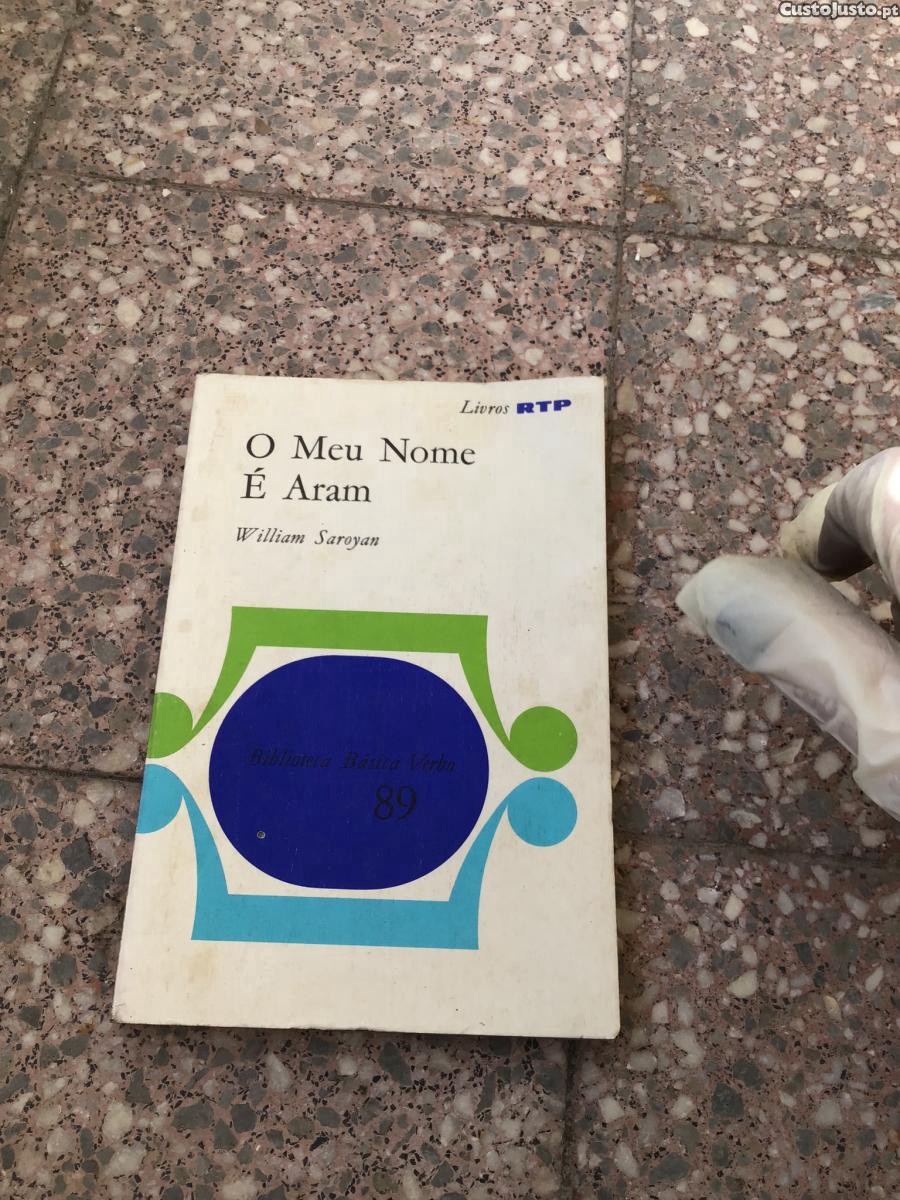 CustoJusto.pt
Livros RTP
O Meu Nome
É Aram
William Saroyan
Biblioteca Básica Verbo
89